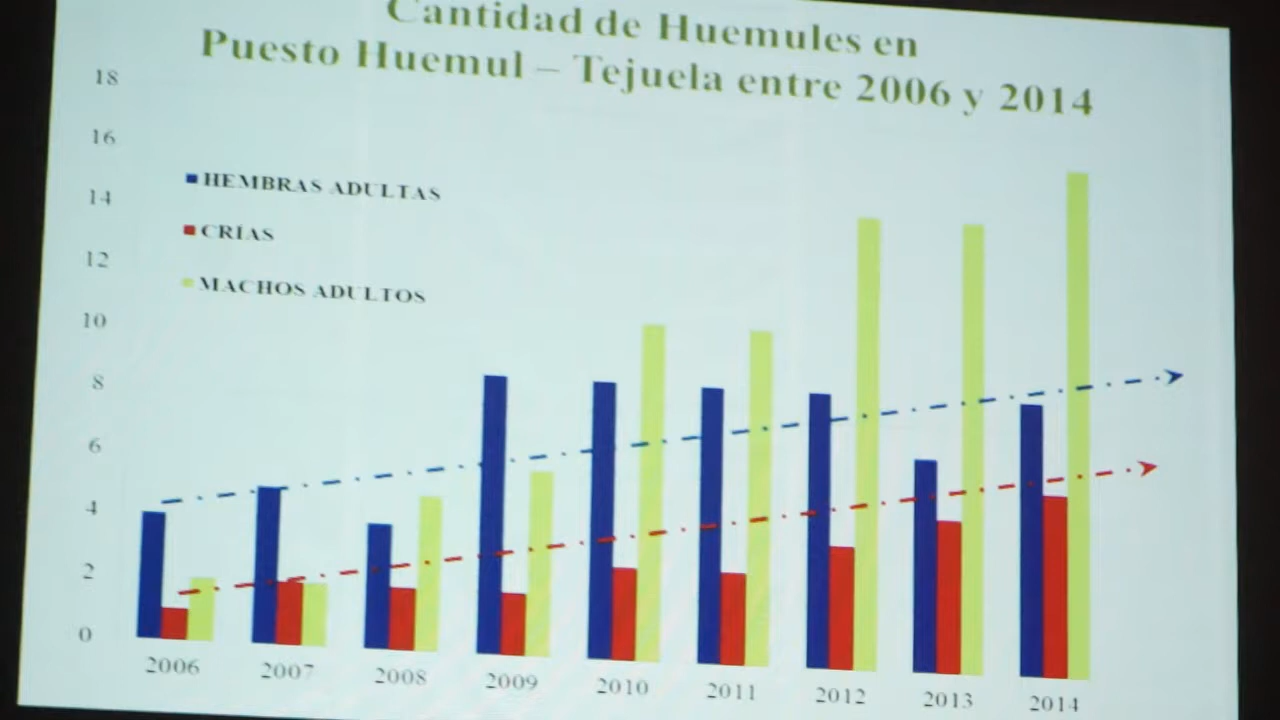 Cantidad de Huemules en
Puesto Huemul – Tejuela entre 2006 y 2014
18
16
14
12
10
8
6
4
2
0
HEMBRAS ADULTAS
CRÍAS
MACHOS ADULTOS
2006 2007 2008 2009 2010 2011 2012 2013 2014